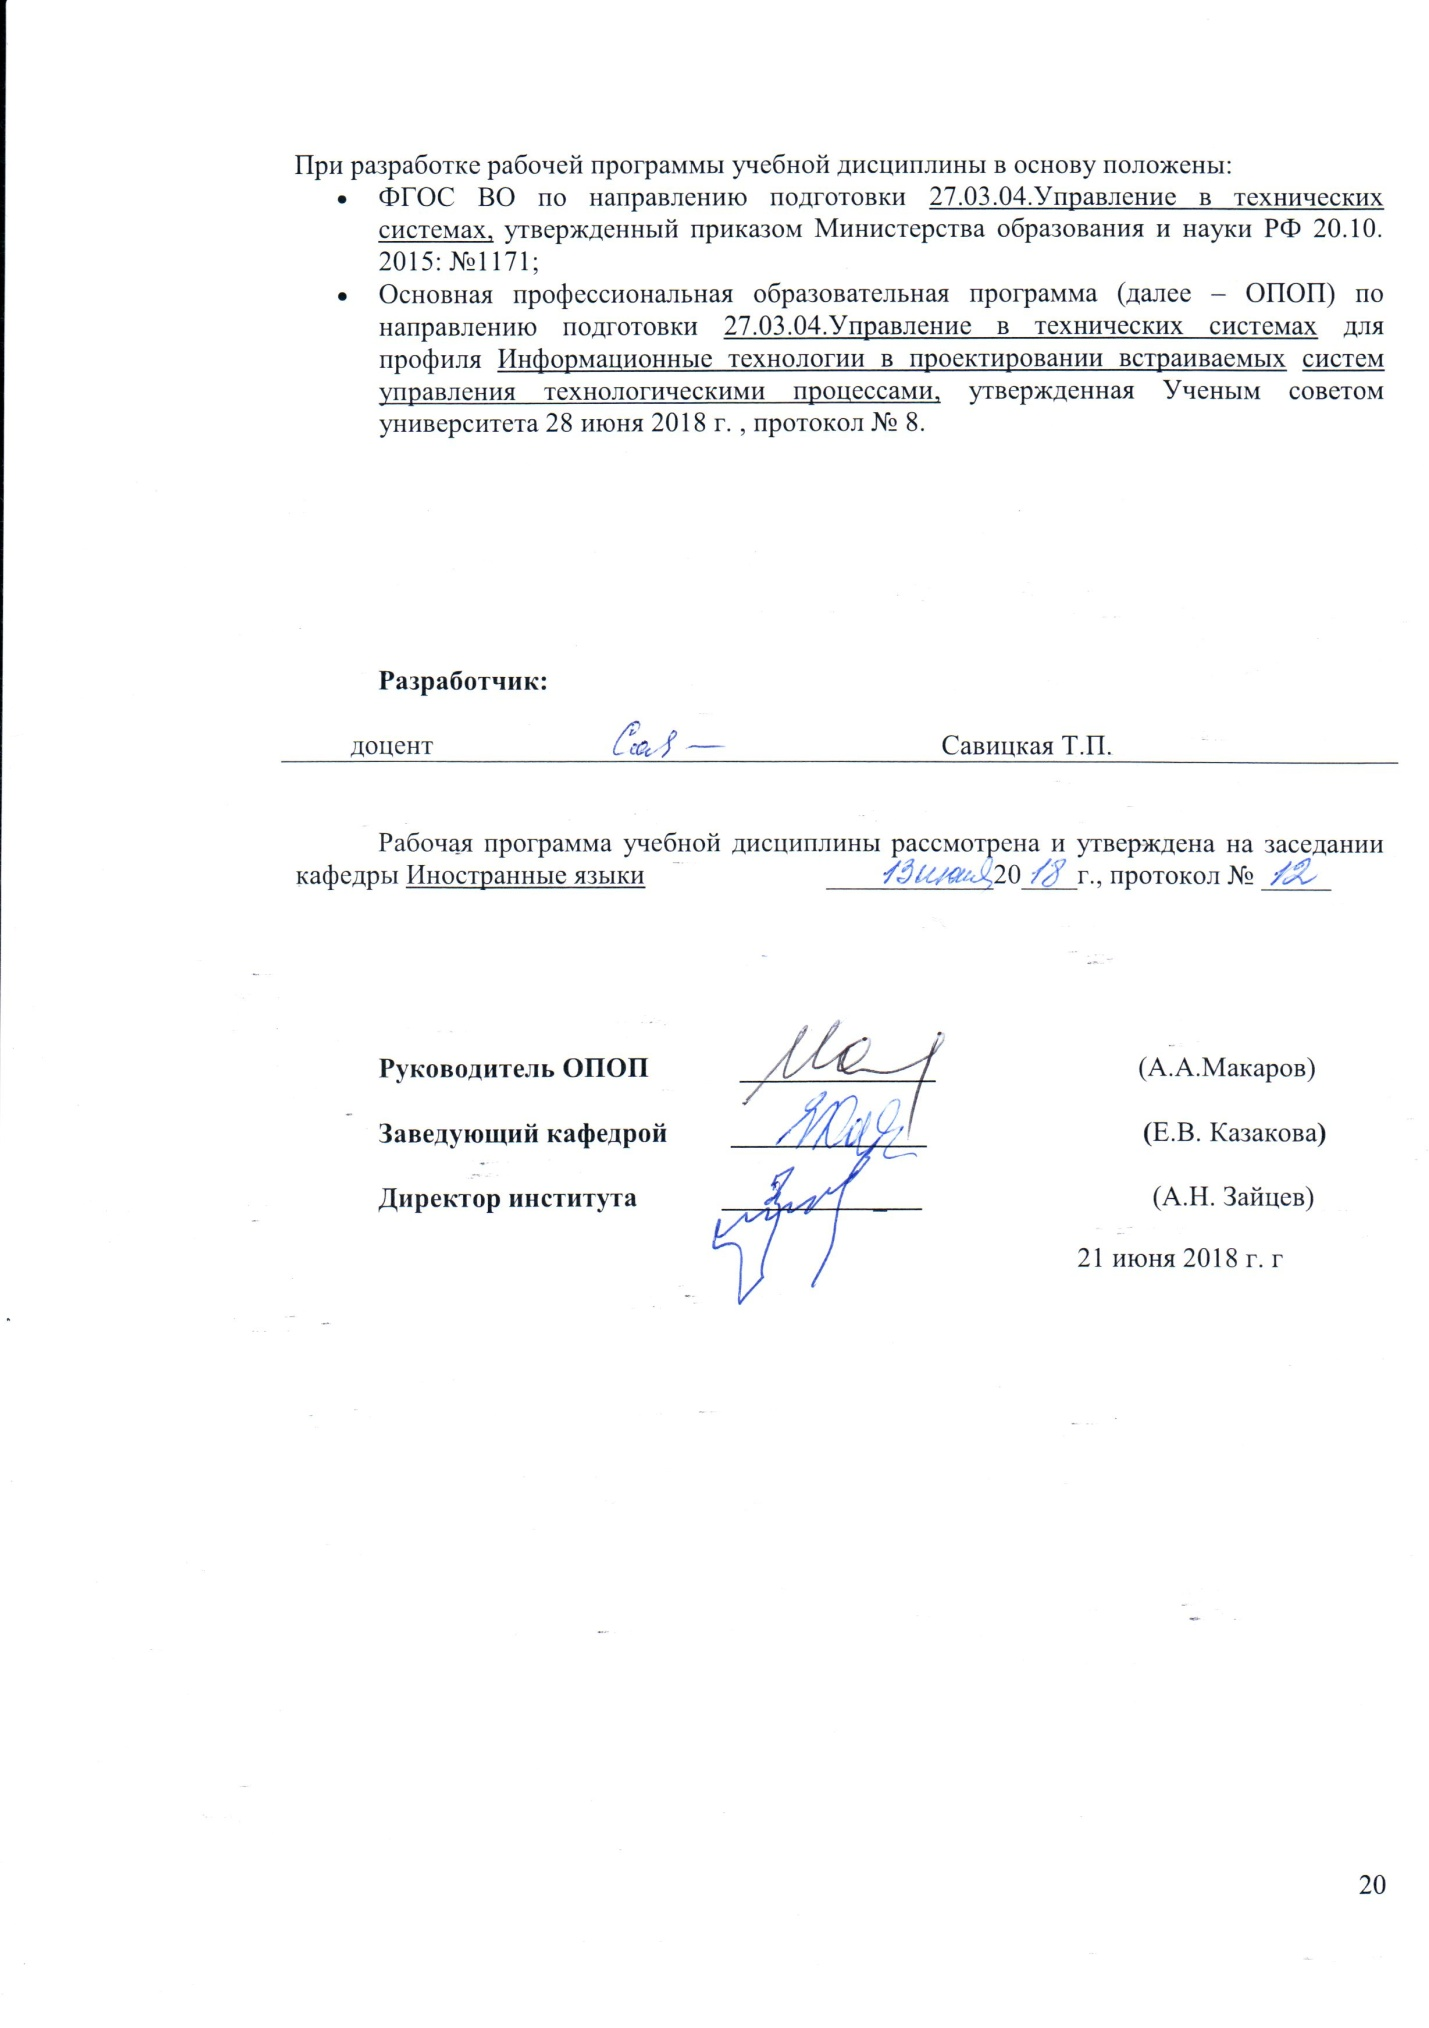 При разработке рабочей программы учебной дисциплины в основу положены:
• ФГОС ВО по направлению подготовки 27.03.04.Управление в технических
системах, утвержденный приказом Министерства образования и науки РФ 20.10.
2015: №1171;
• Основная профессиональная образовательная программа (далее – ОПОП) по
направлению подготовки 27.03.04.Управление в технических системах для
профиля Информационные технологии в проектировании встраиваемых систем
управления технологическими процессами, утвержденная Ученым советом
университета 28 июня 2018 г. , протокол № 8.
Разработчик:
доцент Савицкая Т.П.
Рабочая программа учебной дисциплины рассмотрена и утверждена на заседании
кафедры Иностранные языки 13 июня 2018 г., протокол № 12
Руководитель ОПОП (А.А.Макаров)
Заведующий кафедрой (Е.В. Казакова)
Директор института (А.Н. Зайцев)
21 июня 2018 г. г
20